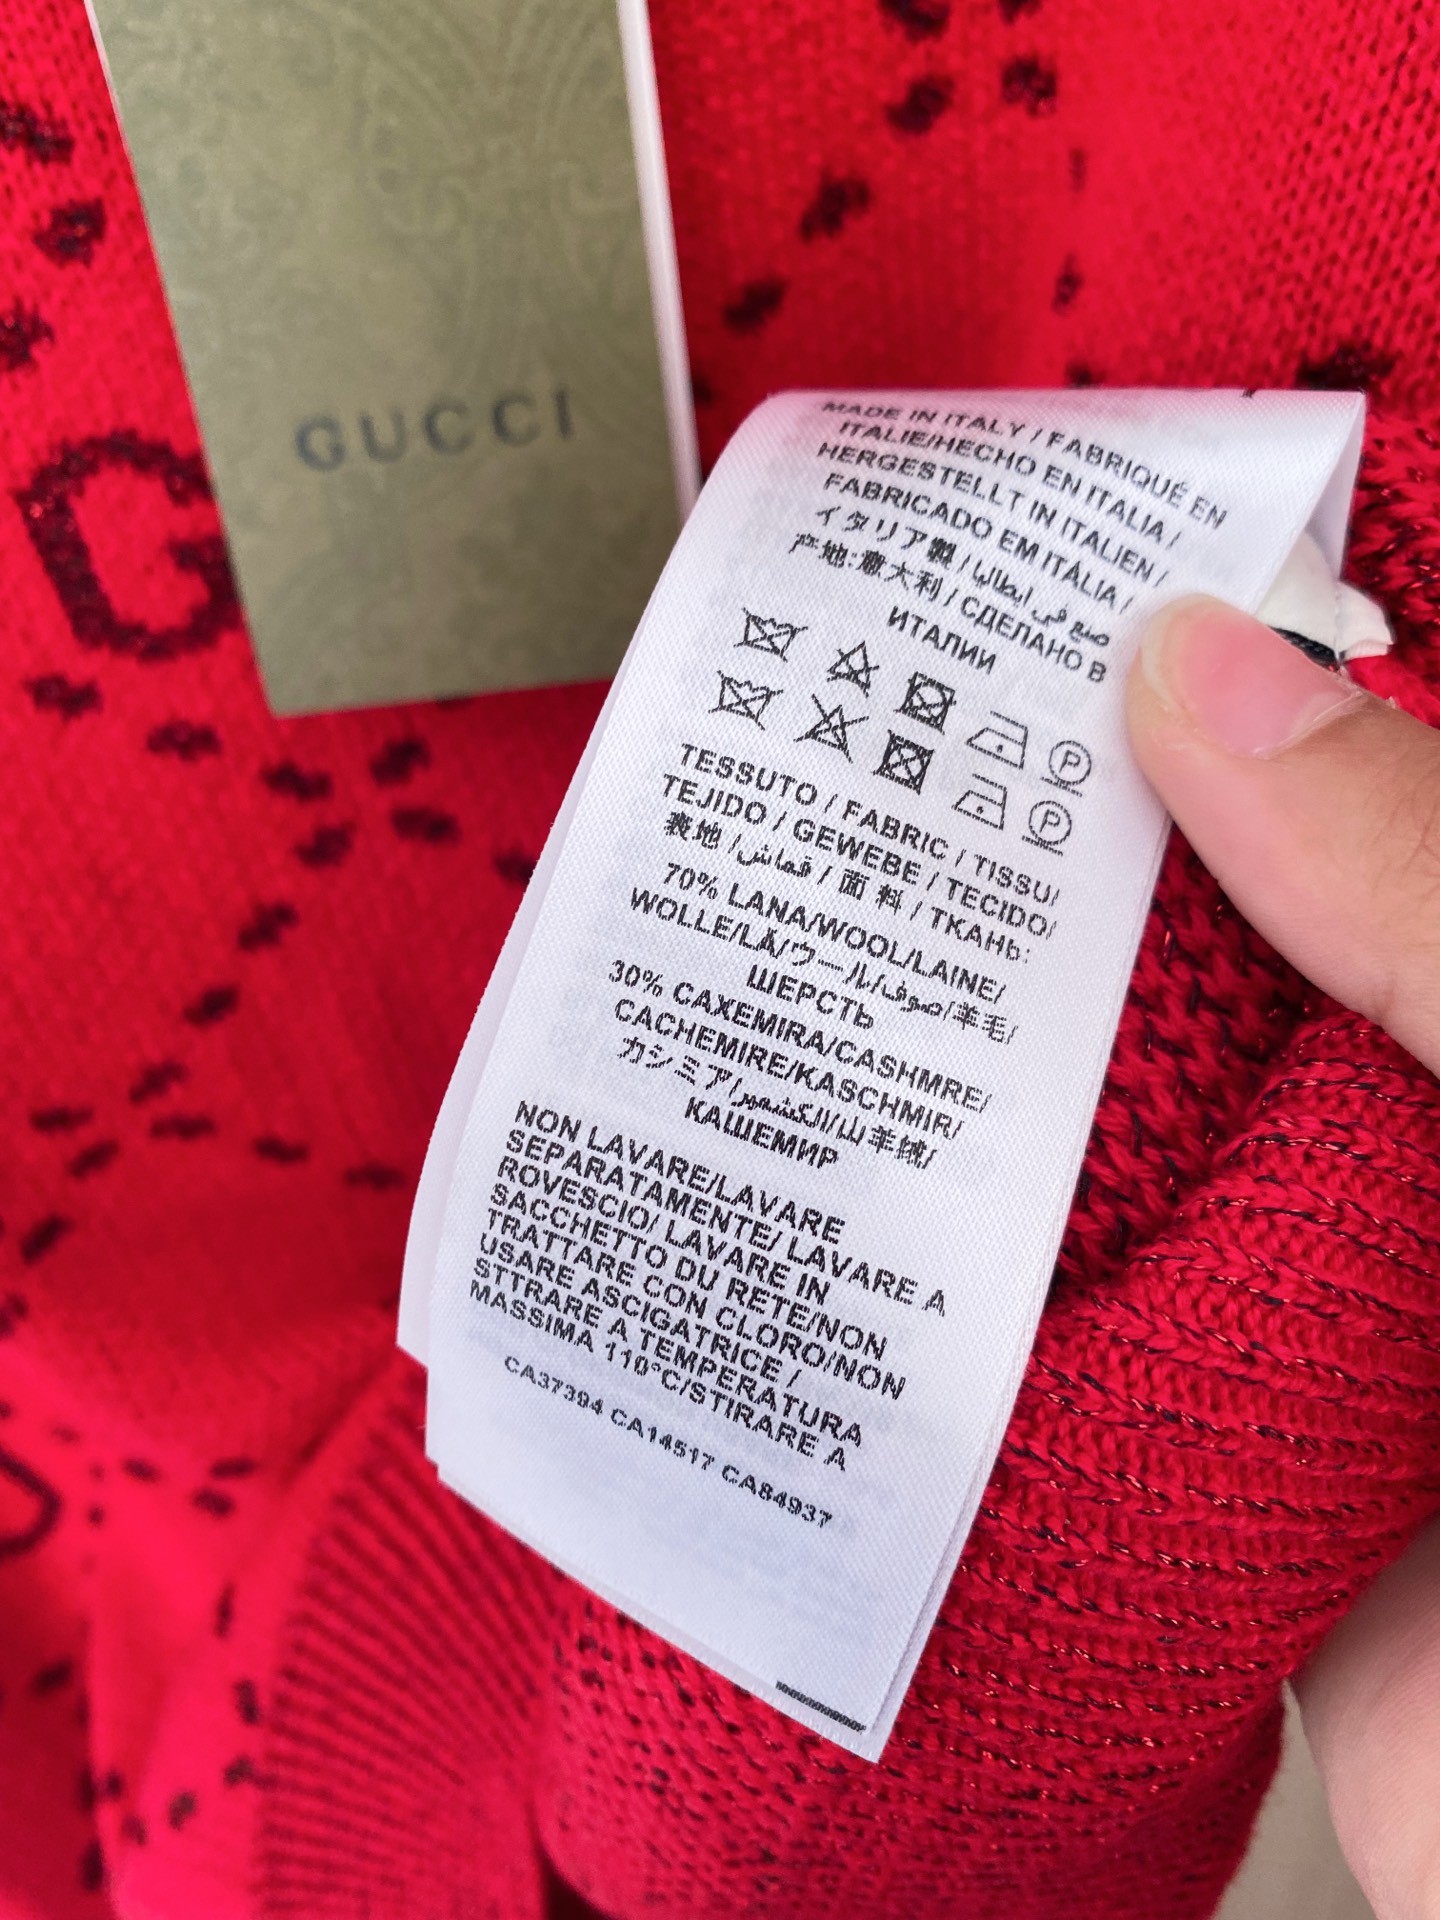 GUCCI
MADE IN ITALY / FABRIQUÉ EN
ITALIE/HECHO EN ITALIA /
HERGESTELLT IN ITALIEN /
FABRICADO EM ITÁLIA /
イタリア製 / صنع في ايطاليا /
产地:意大利 / СДЕЛАНО В
ИТАЛИИ
P
P
TESSUTO / FABRIC / TISSU/
TEJIDO / GEWEBE / TECIDO/
表地 / قماش / 面 料 / ТКАНЬ:
70% LANA/WOOL/LAINE/
WOLLE/LÃ/ウール/صوف/羊毛/
ШЕРСТЬ
30% CAXEMIRA/CASHMRE/
CACHEMIRE/KASCHMIR/
カシミア/الكشمير/山羊绒/
КАШЕМИР
NON LAVARE/LAVARE
SEPARATAMENTE/ LAVARE A
ROVESCIO/ LAVARE IN
SACCHETTO DU RETE/NON
TRATTARE CON CLORO/NON
USARE ASCIGATRICE /
STTRARE A TEMPERATURA
MASSIMA 110°C/STIRARE A
CA37394 CA14517 CA84937